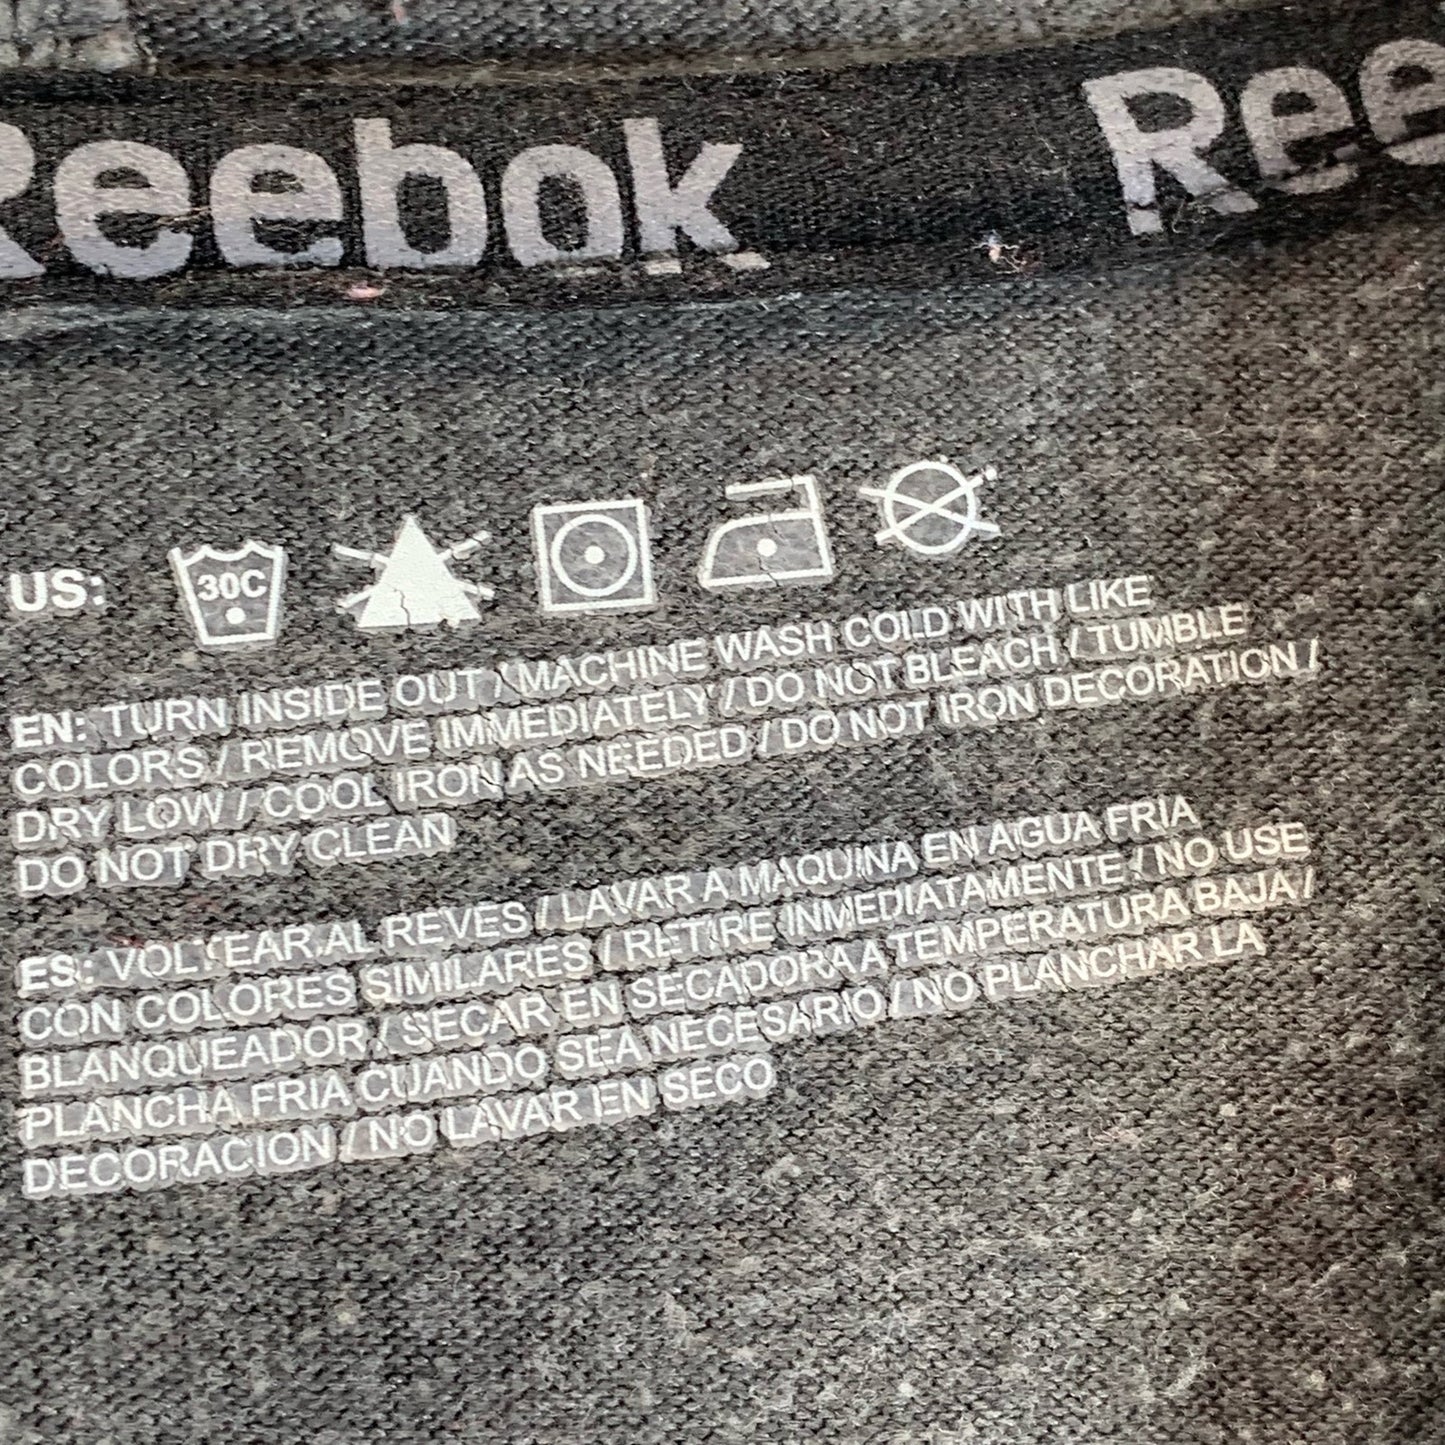 Reebok Ree
US: 30C
EN: TURN INSIDE OUT / MACHINE WASH COLD WITH LIKE
COLORS / REMOVE IMMEDIATELY / DO NOT BLEACH / TUMBLE
DRY LOW / COOL IRON AS NEEDED / DO NOT IRON DECORATION /
DO NOT DRY CLEAN
ES: VOLTEAR AL REVES / LAVAR A MAQUINA EN AGUA FRIA
CON COLORES SIMILARES / RETIRE INMEDIATAMENTE / NO USE
BLANQUEADOR / SECAR EN SECADORA A TEMPERATURA BAJA /
PLANCHA FRIA CUANDO SEA NECESARIO / NO PLANCHAR LA
DECORACION / NO LAVAR EN SECO